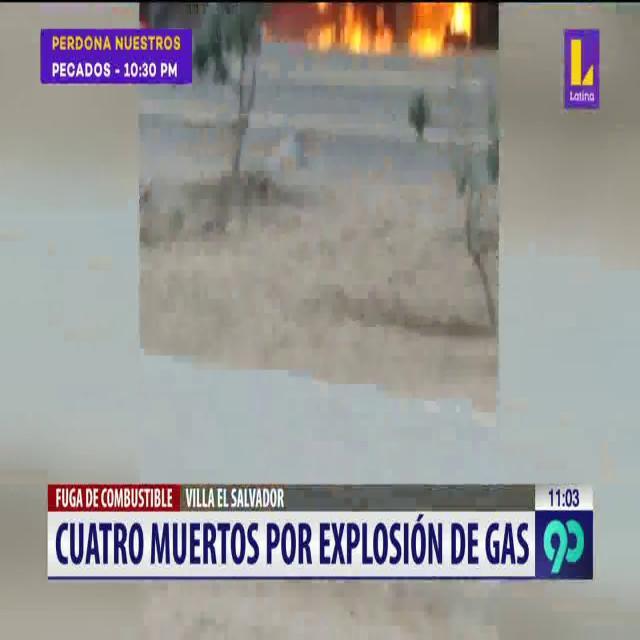 PERDONA NUESTROS
PECADOS - 10:30 PM
Latina
FUGA DE COMBUSTIBLE VILLA EL SALVADOR 11:03
CUATRO MUERTOS POR EXPLOSIÓN DE GAS 90